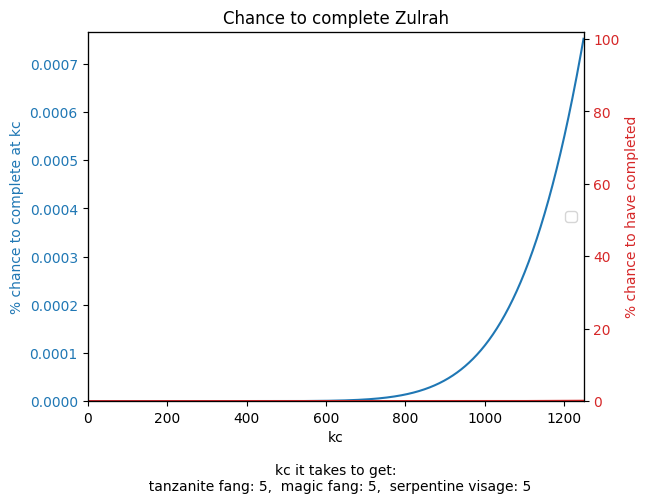 Chance to complete Zulrah
% chance to complete at kc
0.0007
0.0006
0.0005
0.0004
0.0003
0.0002
0.0001
0.0000
100
80
60
40
20
0
% chance to have completed
0 200 400 600 800 1000 1200
kc
kc it takes to get:
tanzanite fang: 5, magic fang: 5, serpentine visage: 5